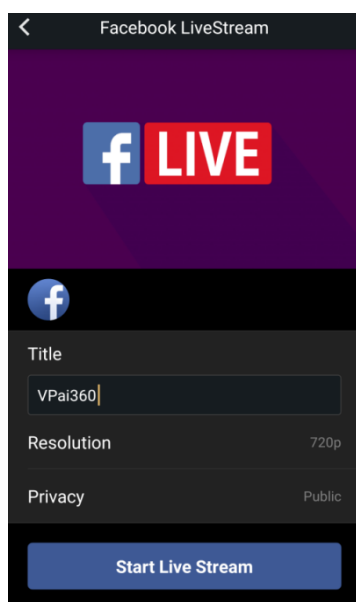 Facebook LiveStream
f LIVE
f
Title
VPai360
Resolution 720p
Privacy Public
Start Live Stream